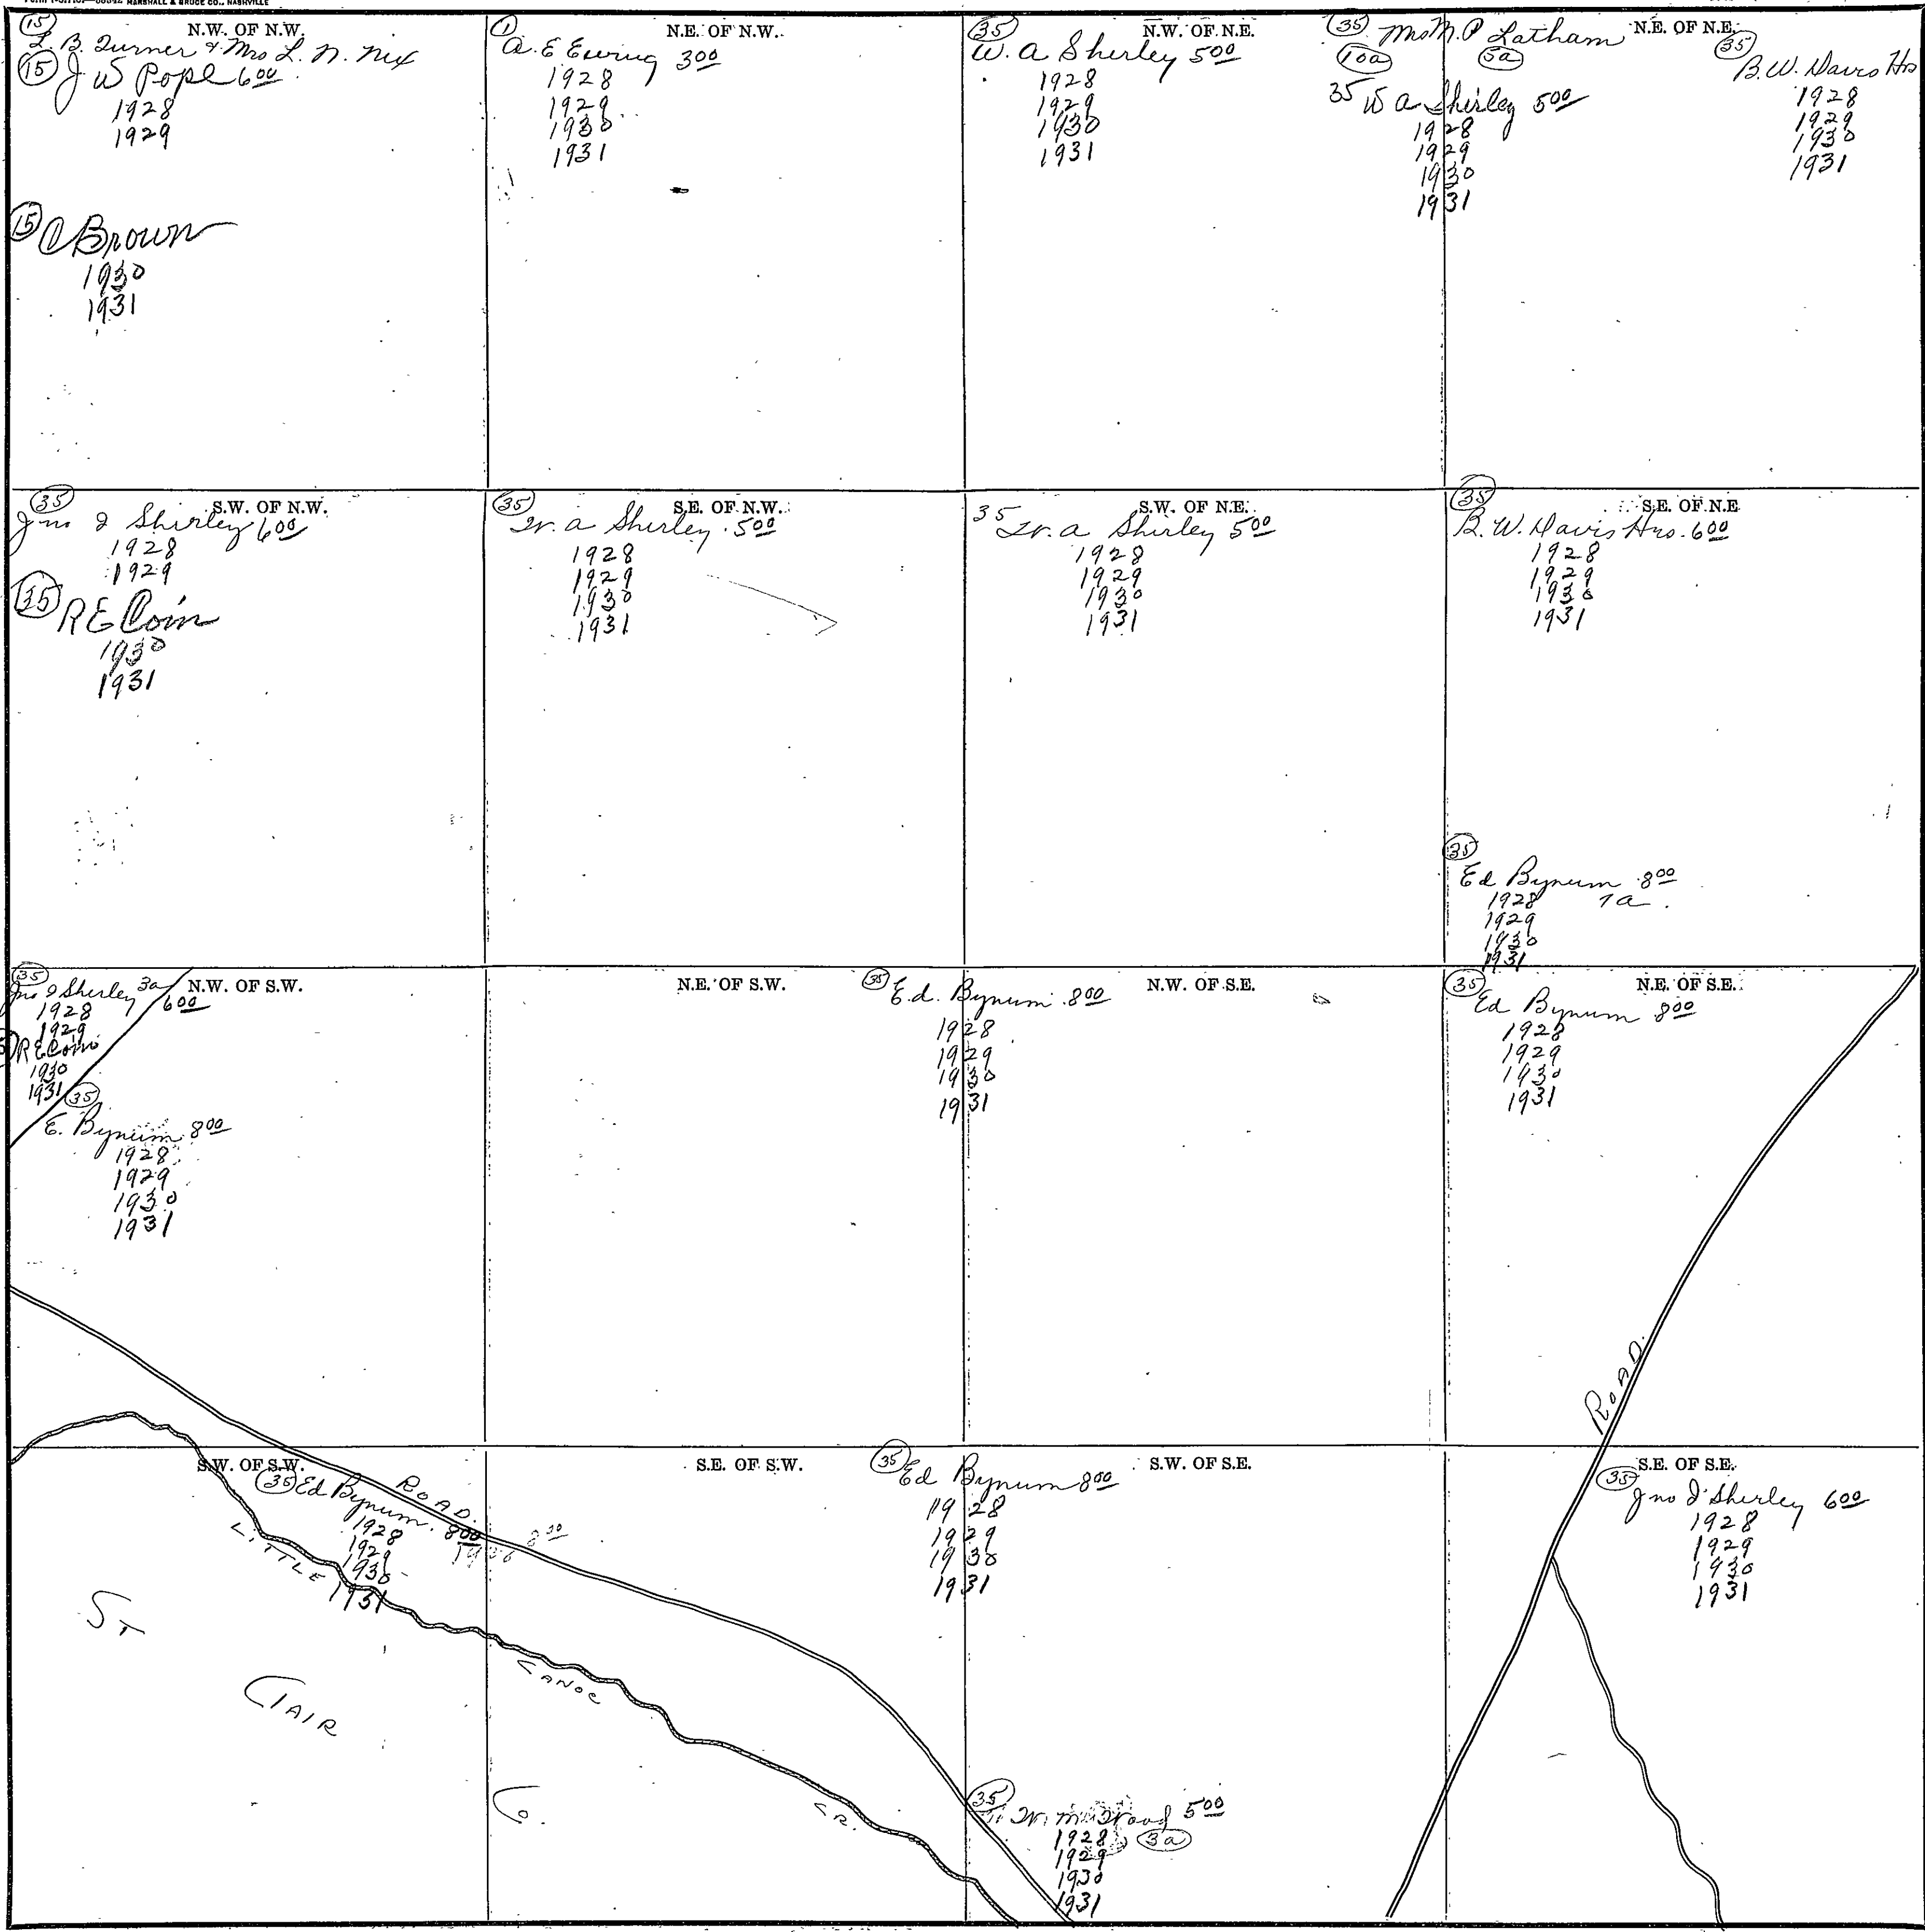 MARSHALL & BRUCE CO., NASHVILLE
N.W. OF N.W.
(15)
L. B. Turner & Mrs L. N. Nix
(15) J W Pope 6.00
1928
1929
(15) O Brown
1930
1931
N.E. OF N.W.
(1)
A. E Ewing 3.00
1928
1929
1930
1931
N.W. OF N.E.
(35)
W. A Shirley 5.00
1928
1929
1930
1931
N.E. OF N.E.
(35) Mrs M. P Latham
(10a) (5a)
35 W A Shirley 5.00
1928
1929
1930
1931
(35)
B. W. Davis Hrs
1928
1929
1930
1931
S.W. OF N.W.
(35)
Jno I Shirley 6.00
1928
1929
(35) R E Coin
1930
1931
S.E. OF N.W.
(35)
W. A Shirley 5.00
1928
1929
1930
1931
S.W. OF N.E.
35 W. A Shirley 5.00
1928
1929
1930
1931
S.E. OF N.E
(35)
B. W. Davis Hrs. 6.00
1928
1929
1930
1931
(35)
Ed Bynum 8.00
1928 7a
1929
1930
1931
N.W. OF S.W.
(35)
Jno I Shirley 3a 6.00
1928
1929
R E Coin
1930
1931
(35)
E. Bynum 8.00
1928
1929
1930
1931
N.E. OF S.W.
N.W. OF S.E.
(35) Ed. Bynum 8.00
1928
1929
1930
1931
N.E. OF S.E.
(35)
Ed Bynum 8.00
1928
1929
1930
1931
ROAD
S.W. OF S.W.
(35) Ed Bynum 8.00
1928
1929
1930
1931
ROAD
LITTLE
CANOE
CR.
ST
CLAIR
CO.
S.E. OF S.W.
S.W. OF S.E.
(35) Ed Bynum 8.00
1928
1929
1930
1931
(35)
5.00
1928 (3a)
1929
1930
1931
S.E. OF S.E.
(35)
Jno I Shirley 6.00
1928
1929
1930
1931